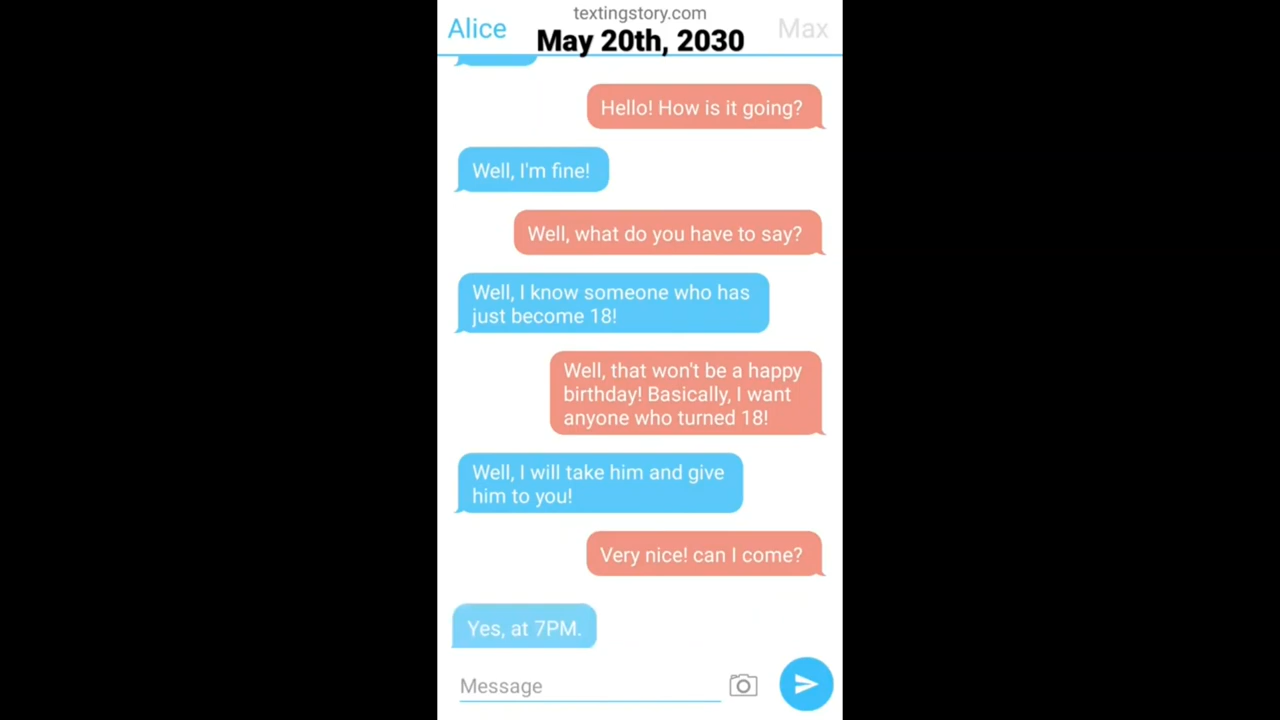 textingstory.com
Alice
May 20th, 2030
Max
Hello! How is it going?
Well, I'm fine!
Well, what do you have to say?
Well, I know someone who has
just become 18!
Well, that won't be a happy
birthday! Basically, I want
anyone who turned 18!
Well, I will take him and give
him to you!
Very nice! can I come?
Yes, at 7PM.
Message